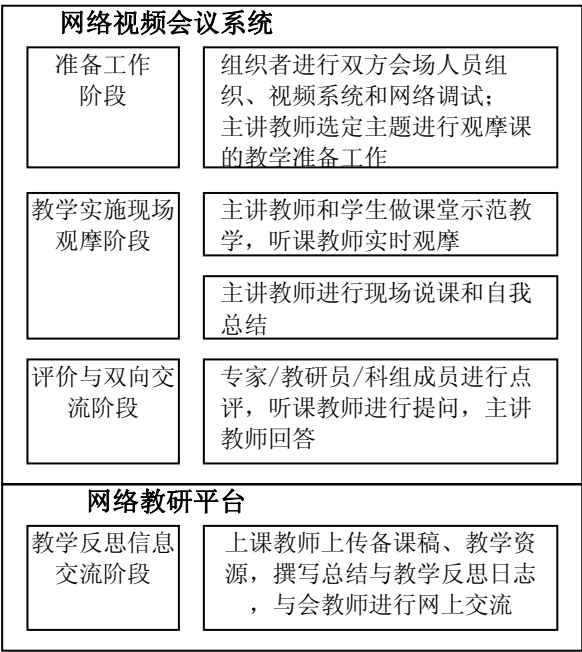 网络视频会议系统
准备工作
阶段
组织者进行双方会场人员组
织、视频系统和网络调试；
主讲教师选定主题进行观摩课
的教学准备工作
教学实施现场
观摩阶段
主讲教师和学生做课堂示范教
学，听课教师实时观摩
主讲教师进行现场说课和自我
总结
评价与双向交
流阶段
专家/教研员/科组成员进行点
评，听课教师进行提问，主讲
教师回答
网络教研平台
教学反思信息
交流阶段
上课教师上传备课稿、教学资
源，撰写总结与教学反思日志
，与会教师进行网上交流